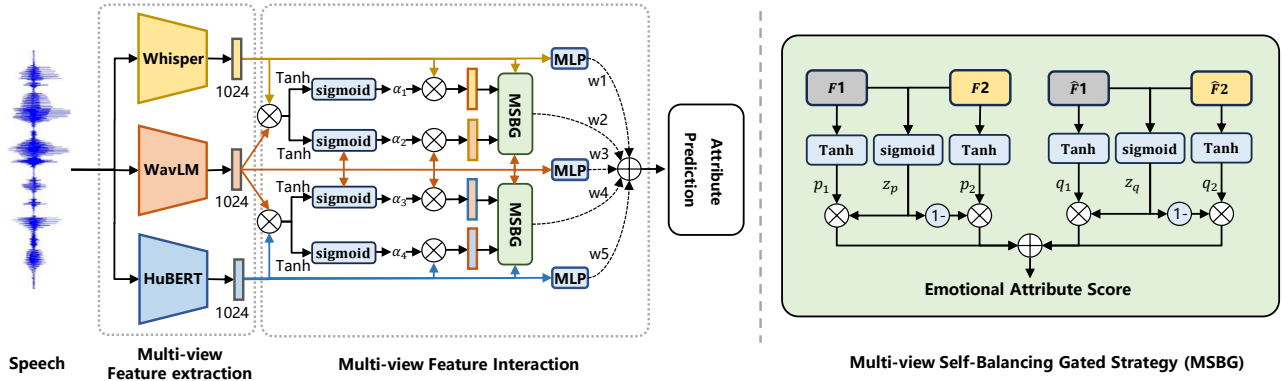 Whisper
1024
WavLM
1024
HuBERT
1024
Tanh
sigmoid
α1
Tanh
sigmoid
α2
Tanh
sigmoid
α3
Tanh
sigmoid
α4
MSBG
MSBG
MLP
MLP
MLP
w1
w2
w3
w4
w5
Attribute
Prediction
Speech
Multi-view
Feature extraction
Multi-view Feature Interaction
F1
F2
F̂1
F̂2
Tanh
sigmoid
Tanh
Tanh
sigmoid
Tanh
p1
zp
p2
q1
zq
q2
1-
1-
Emotional Attribute Score
Multi-view Self-Balancing Gated Strategy (MSBG)